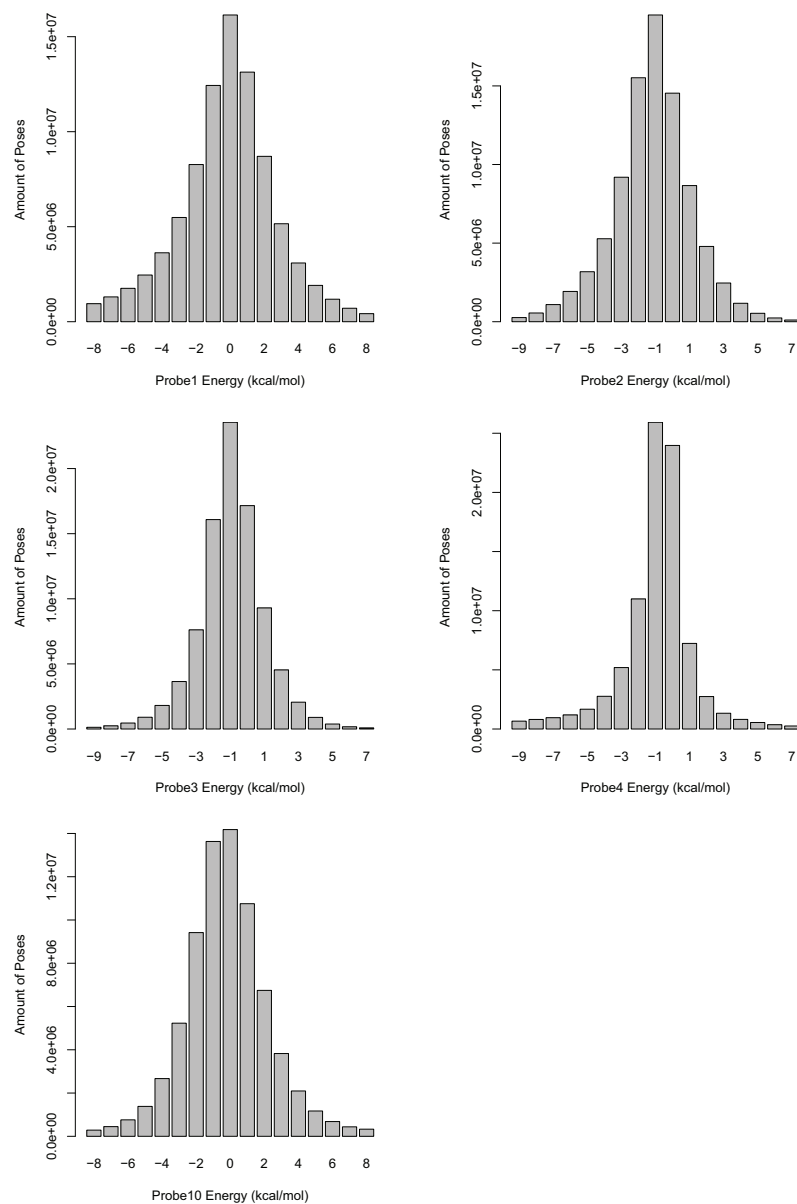 Amount of Poses
0.0e+00 5.0e+06 1.0e+07 1.5e+07
−8 −6 −4 −2 0 2 4 6 8
Probe1 Energy (kcal/mol)
Amount of Poses
0.0e+00 5.0e+06 1.0e+07 1.5e+07
−9 −7 −5 −3 −1 1 3 5 7
Probe2 Energy (kcal/mol)
Amount of Poses
0.0e+00 5.0e+06 1.0e+07 1.5e+07 2.0e+07
−9 −7 −5 −3 −1 1 3 5 7
Probe3 Energy (kcal/mol)
Amount of Poses
0.0e+00 1.0e+07 2.0e+07
−9 −7 −5 −3 −1 1 3 5 7
Probe4 Energy (kcal/mol)
Amount of Poses
0.0e+00 4.0e+06 8.0e+06 1.2e+07
−8 −6 −4 −2 0 2 4 6 8
Probe10 Energy (kcal/mol)